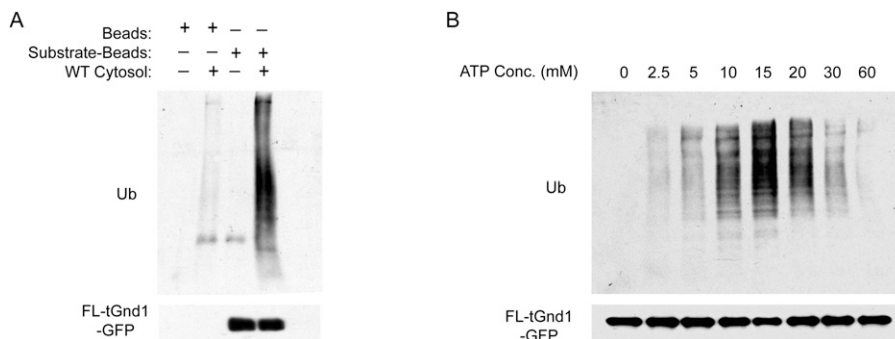 A
Beads: + + – –
Substrate-Beads: – – + +
WT Cytosol: – + – +
Ub
FL-tGnd1
-GFP
B
ATP Conc. (mM) 0 2.5 5 10 15 20 30 60
Ub
FL-tGnd1
-GFP